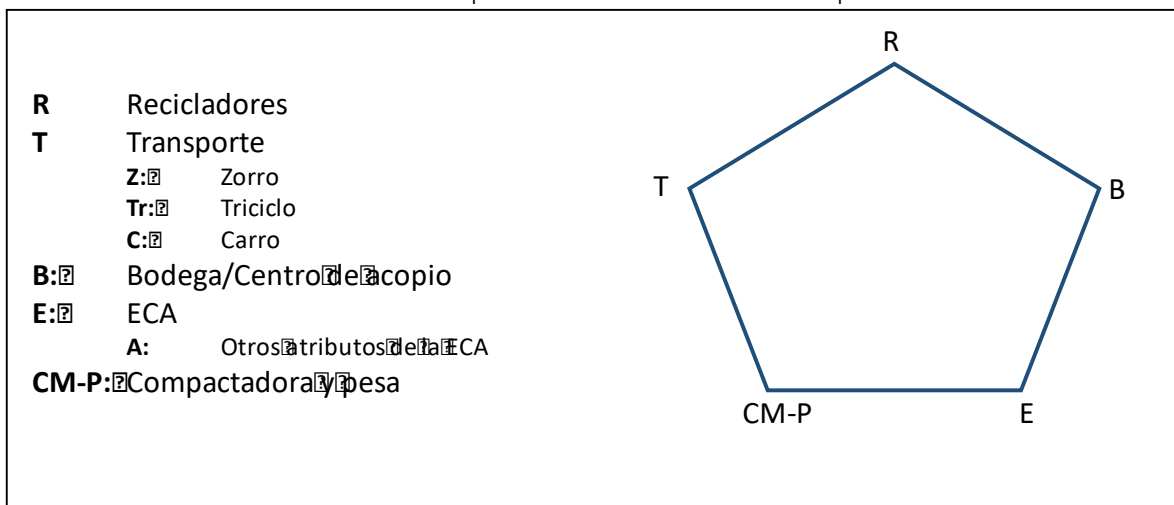 R Recicladores
T Transporte
Z: Zorro
Tr: Triciclo
C: Carro
B: Bodega/Centro de acopio
E: ECA
A: Otros atributos de la ECA
CM-P: Compactadora y pesa
R
T
B
CM-P
E